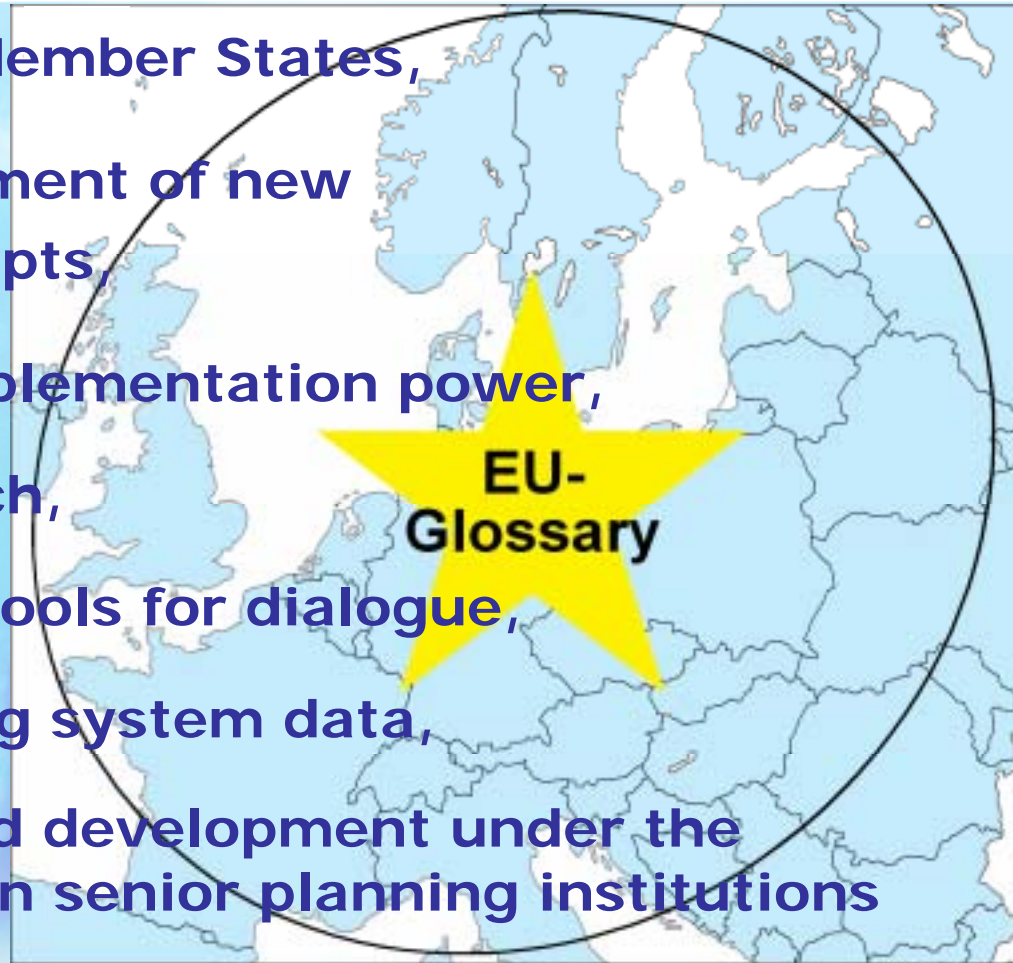 Member States,
ment of new
pts,
plementation power,
EU-
Glossary
ch,
ools for dialogue,
g system data,
d development under the
n senior planning institutions